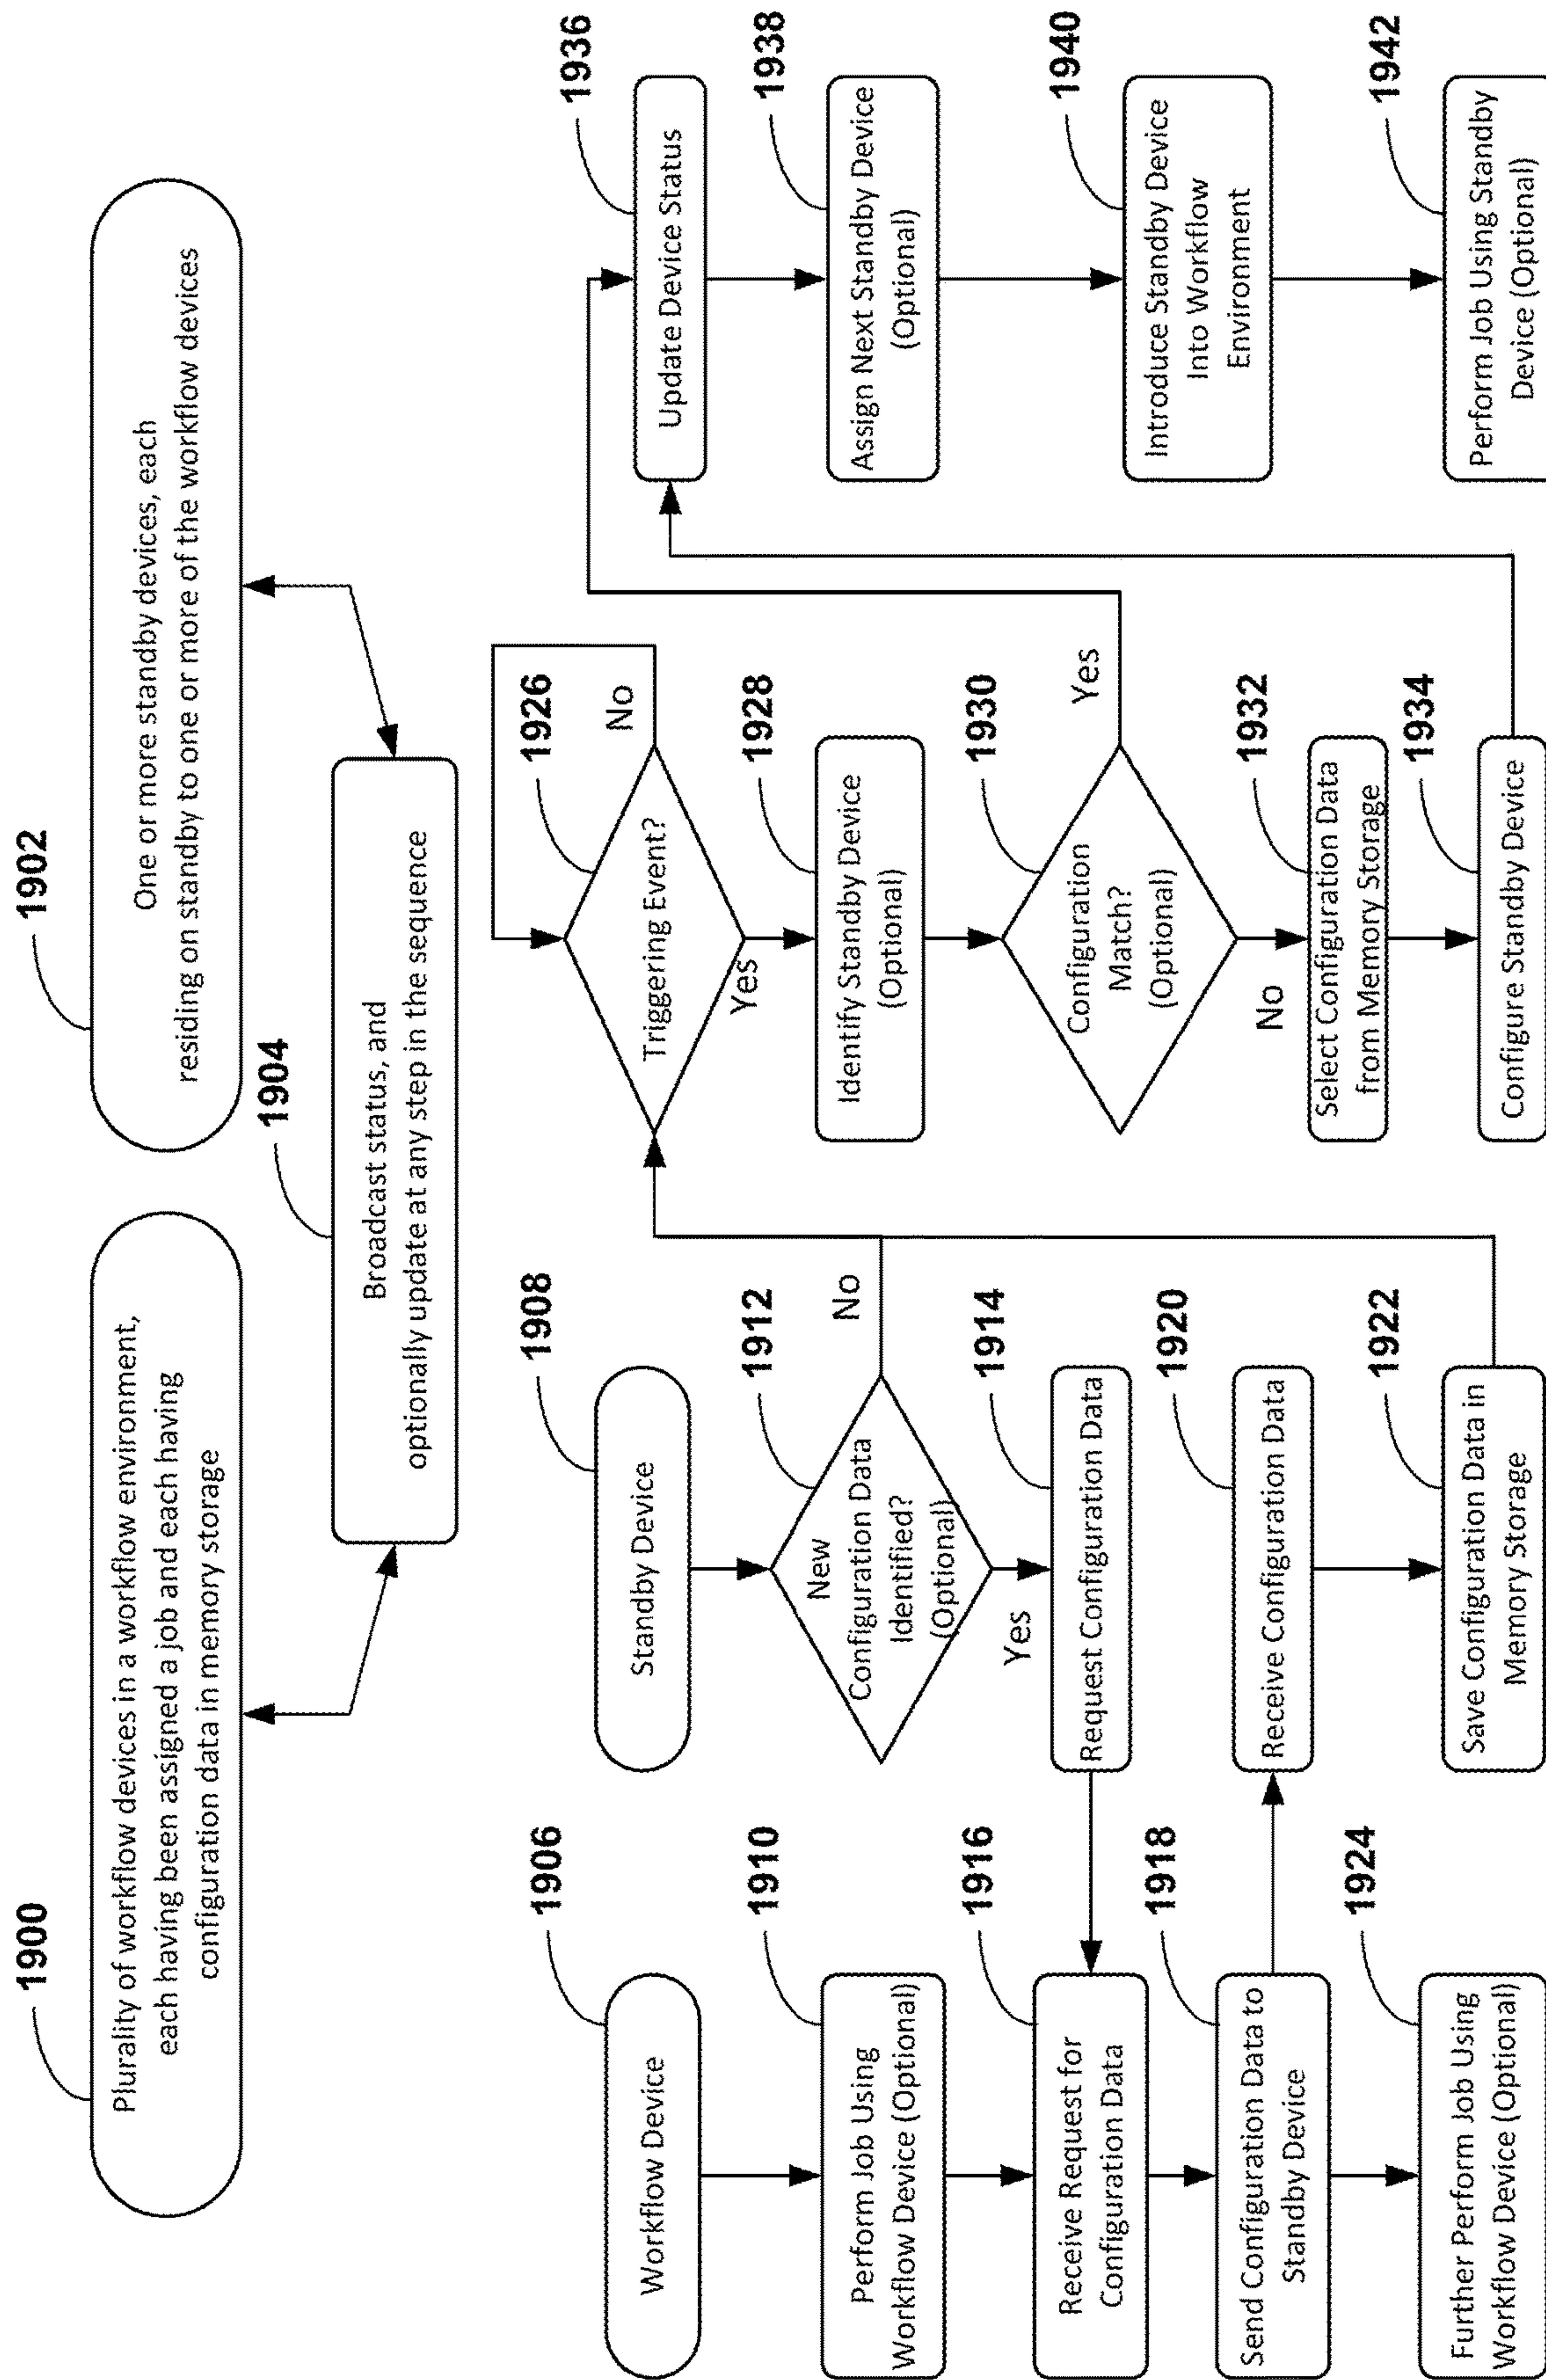 1900
Plurality of workflow devices in a workflow environment,
each having been assigned a job and each having
configuration data in memory storage
1902
One or more standby devices, each
residing on standby to one or more of the workflow devices
1904
Broadcast status, and
optionally update at any step in the sequence
1906
Workflow Device
1910
Perform Job Using
Workflow Device (Optional)
1916
Receive Request for
Configuration Data
1918
Send Configuration Data to
Standby Device
1924
Further Perform Job Using
Workflow Device (Optional)
1908
Standby Device
1912
New
Configuration Data
Identified?
(Optional)
No
Yes
1914
Request Configuration Data
1920
Receive Configuration Data
1922
Save Configuration Data in
Memory Storage
1926
Triggering Event?
No
Yes
1928
Identify Standby Device
(Optional)
1930
Configuration
Match?
(Optional)
Yes
No
1932
Select Configuration Data
from Memory Storage
1934
Configure Standby Device
1936
Update Device Status
1938
Assign Next Standby Device
(Optional)
1940
Introduce Standby Device
Into Workflow
Environment
1942
Perform Job Using Standby
Device (Optional)